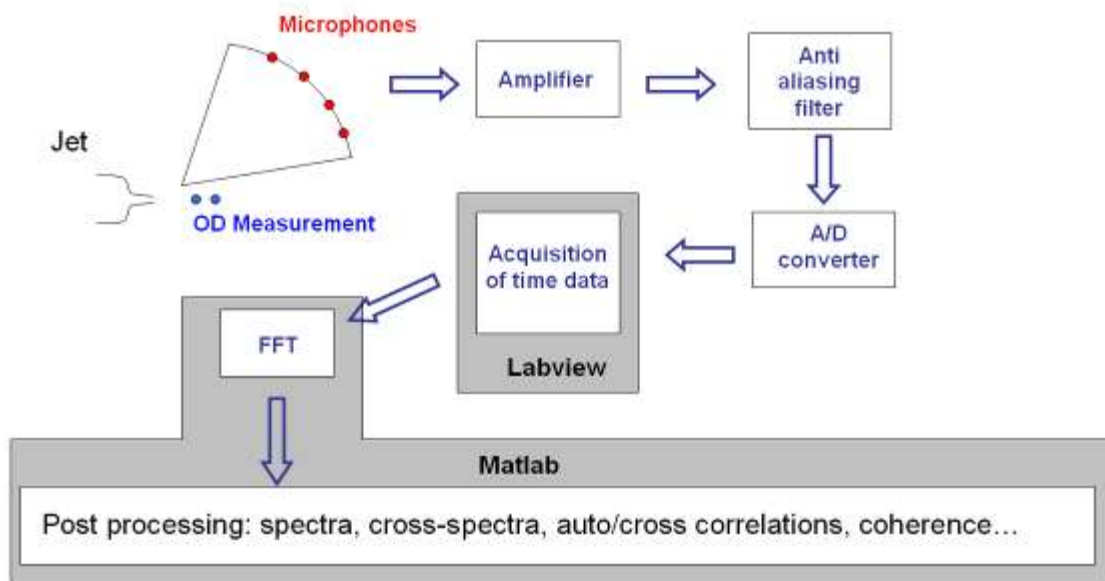 Microphones
Amplifier
Anti
aliasing
filter
Jet
OD Measurement
A/D
converter
Acquisition
of time data
Labview
FFT
Matlab
Post processing: spectra, cross-spectra, auto/cross correlations, coherence…